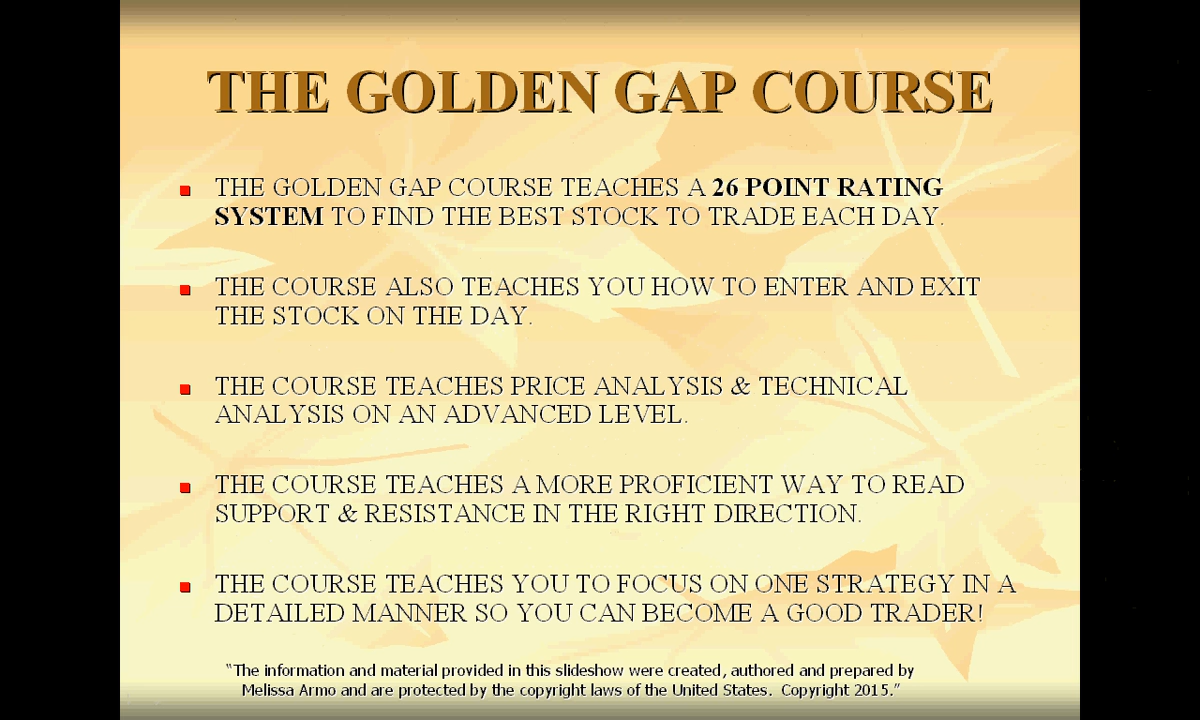 THE GOLDEN GAP COURSE
THE GOLDEN GAP COURSE TEACHES A 26 POINT RATING
SYSTEM TO FIND THE BEST STOCK TO TRADE EACH DAY.
THE COURSE ALSO TEACHES YOU HOW TO ENTER AND EXIT
THE STOCK ON THE DAY.
THE COURSE TEACHES PRICE ANALYSIS & TECHNICAL
ANALYSIS ON AN ADVANCED LEVEL.
THE COURSE TEACHES A MORE PROFICIENT WAY TO READ
SUPPORT & RESISTANCE IN THE RIGHT DIRECTION.
THE COURSE TEACHES YOU TO FOCUS ON ONE STRATEGY IN A
DETAILED MANNER SO YOU CAN BECOME A GOOD TRADER!
"The information and material provided in this slideshow were created, authored and prepared by
Melissa Armo and are protected by the copyright laws of the United States.  Copyright 2015."